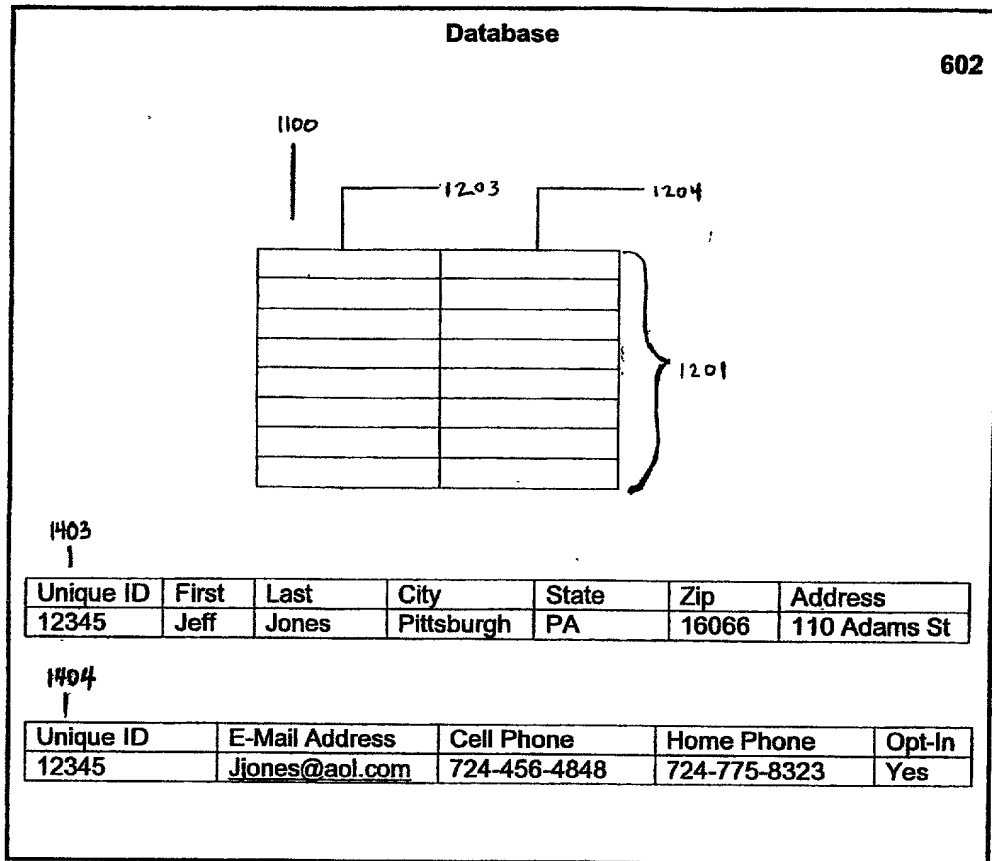 Database
602
1100
1203
1204
1201
1403
Unique ID First Last City State Zip Address
12345 Jeff Jones Pittsburgh PA 16066 110 Adams St
1404
Unique ID E-Mail Address Cell Phone Home Phone Opt-In
12345 Jjones@aol.com 724-456-4848 724-775-8323 Yes